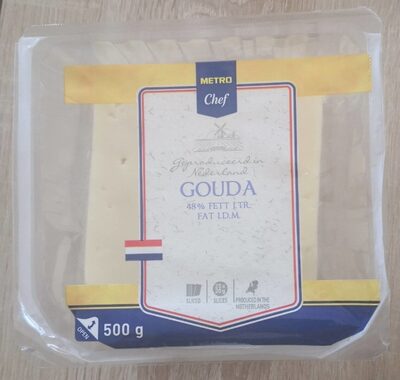 METRO
Chef
Geproduceerd in
Nederland
GOUDA
48% FETT I.TR.
FAT I.D.M.
SLICED
SLICES
PRODUCED IN THE
NETHERLANDS
OPEN
500 g